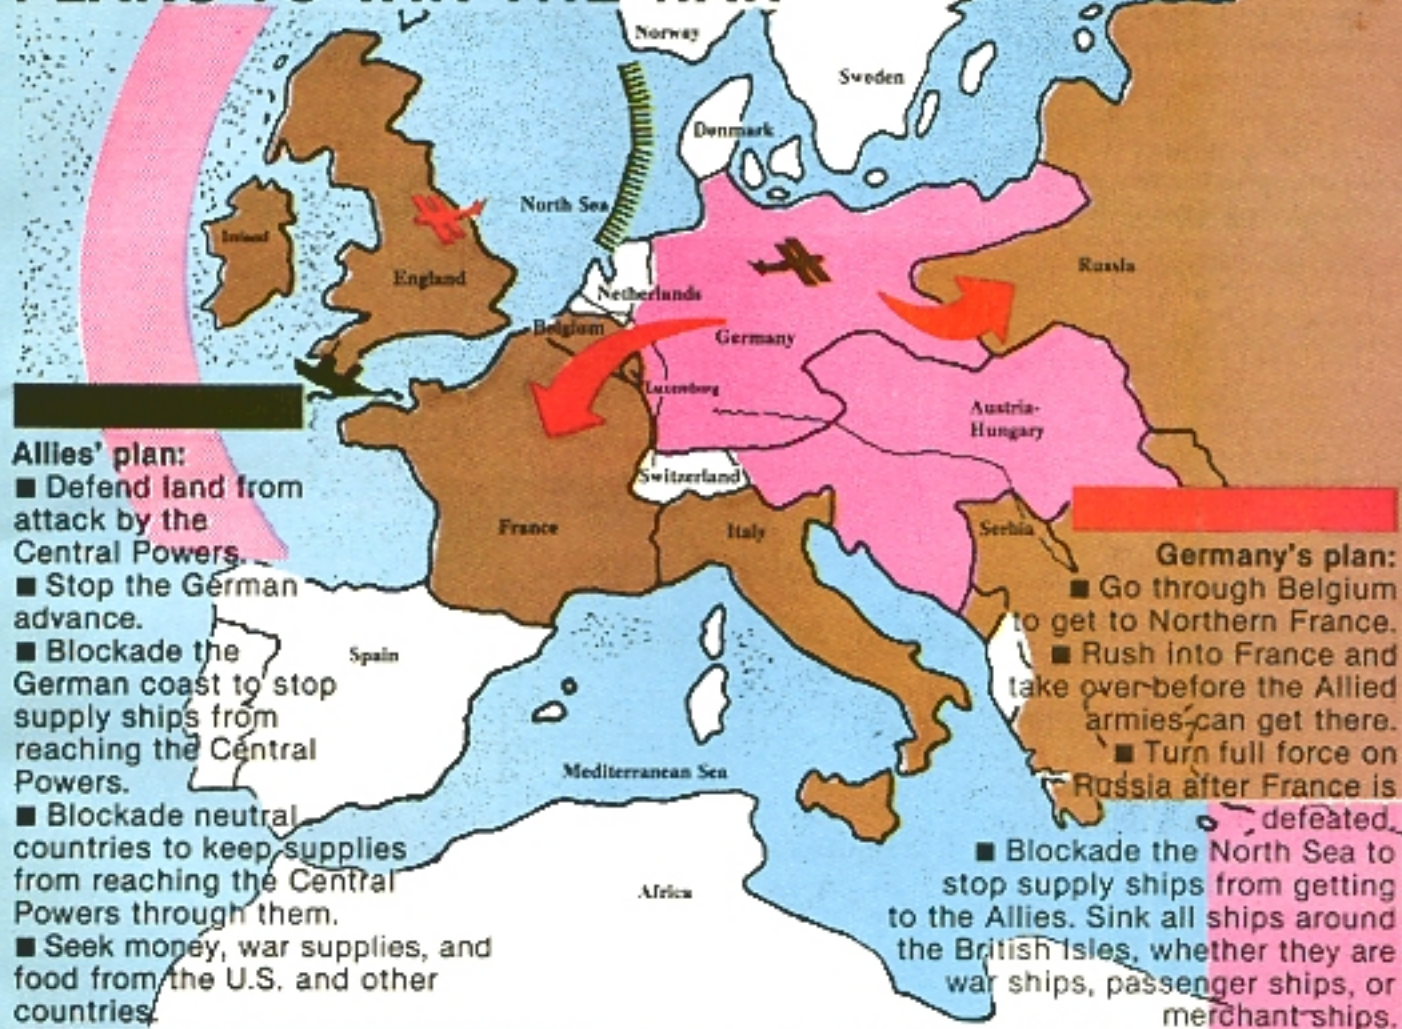 PLANS TO WIN THE WAR
Norway
Sweden
Denmark
North Sea
Ireland
England
Netherlands
Russia
Belgium
Germany
Luxemburg
Austria-
Hungary
Switzerland
France
Italy
Serbia
Spain
Mediterranean Sea
Africa
Allies' plan:
■ Defend land from
attack by the
Central Powers.
■ Stop the German
advance.
■ Blockade the
German coast to stop
supply ships from
reaching the Central
Powers.
■ Blockade neutral
countries to keep supplies
from reaching the Central
Powers through them.
■ Seek money, war supplies, and
food from the U.S. and other
countries.
Germany's plan:
■ Go through Belgium
to get to Northern France.
■ Rush into France and
take over before the Allied
armies can get there.
■ Turn full force on
Russia after France is
defeated.
■ Blockade the North Sea to
stop supply ships from getting
to the Allies. Sink all ships around
the British Isles, whether they are
war ships, passenger ships, or
merchant ships.